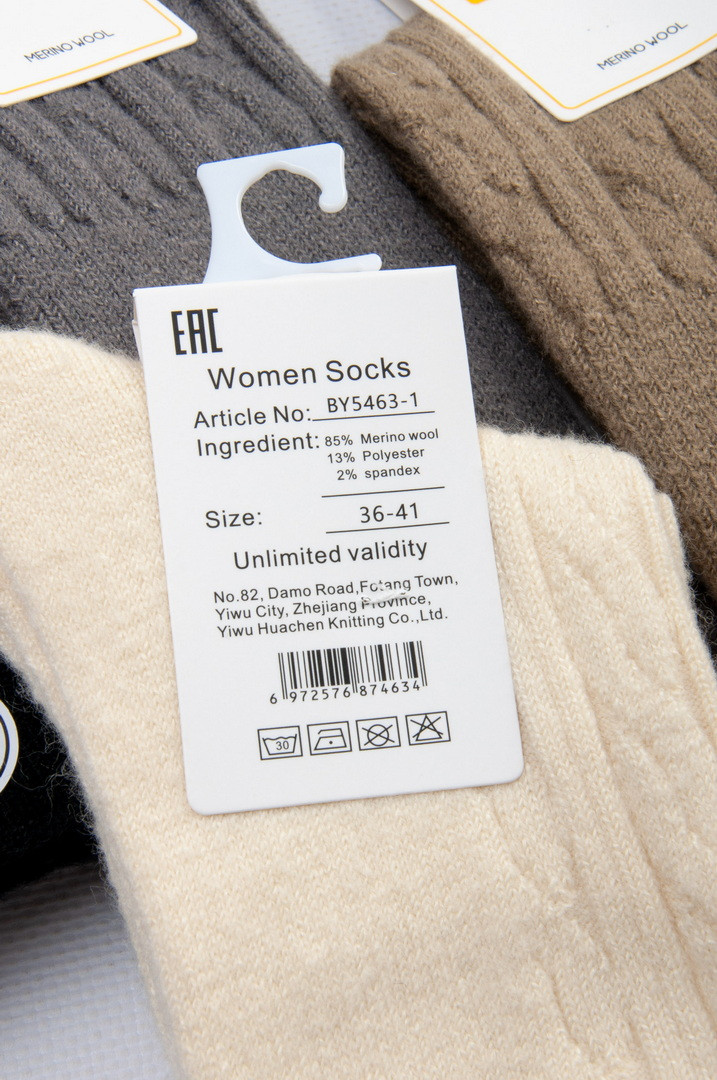 MERINO WOOL
MERINO WOOL
EAC
Women Socks
Article No: BY5463-1
Ingredient: 85% Merino wool
13% Polyester
2% spandex
Size: 36-41
Unlimited validity
No.82, Damo Road, Fotang Town,
Yiwu City, Zhejiang Province,
Yiwu Huachen Knitting Co.,Ltd.
6 972576 874634
30